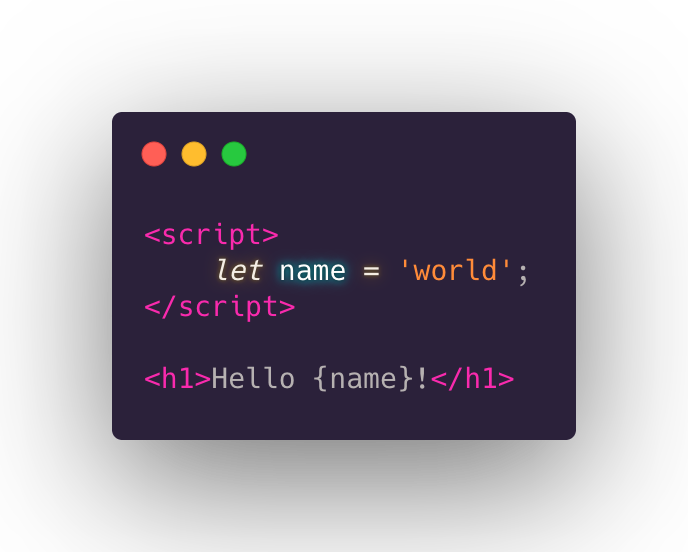 <script>
    let name = 'world';
</script>

<h1>Hello {name}!</h1>